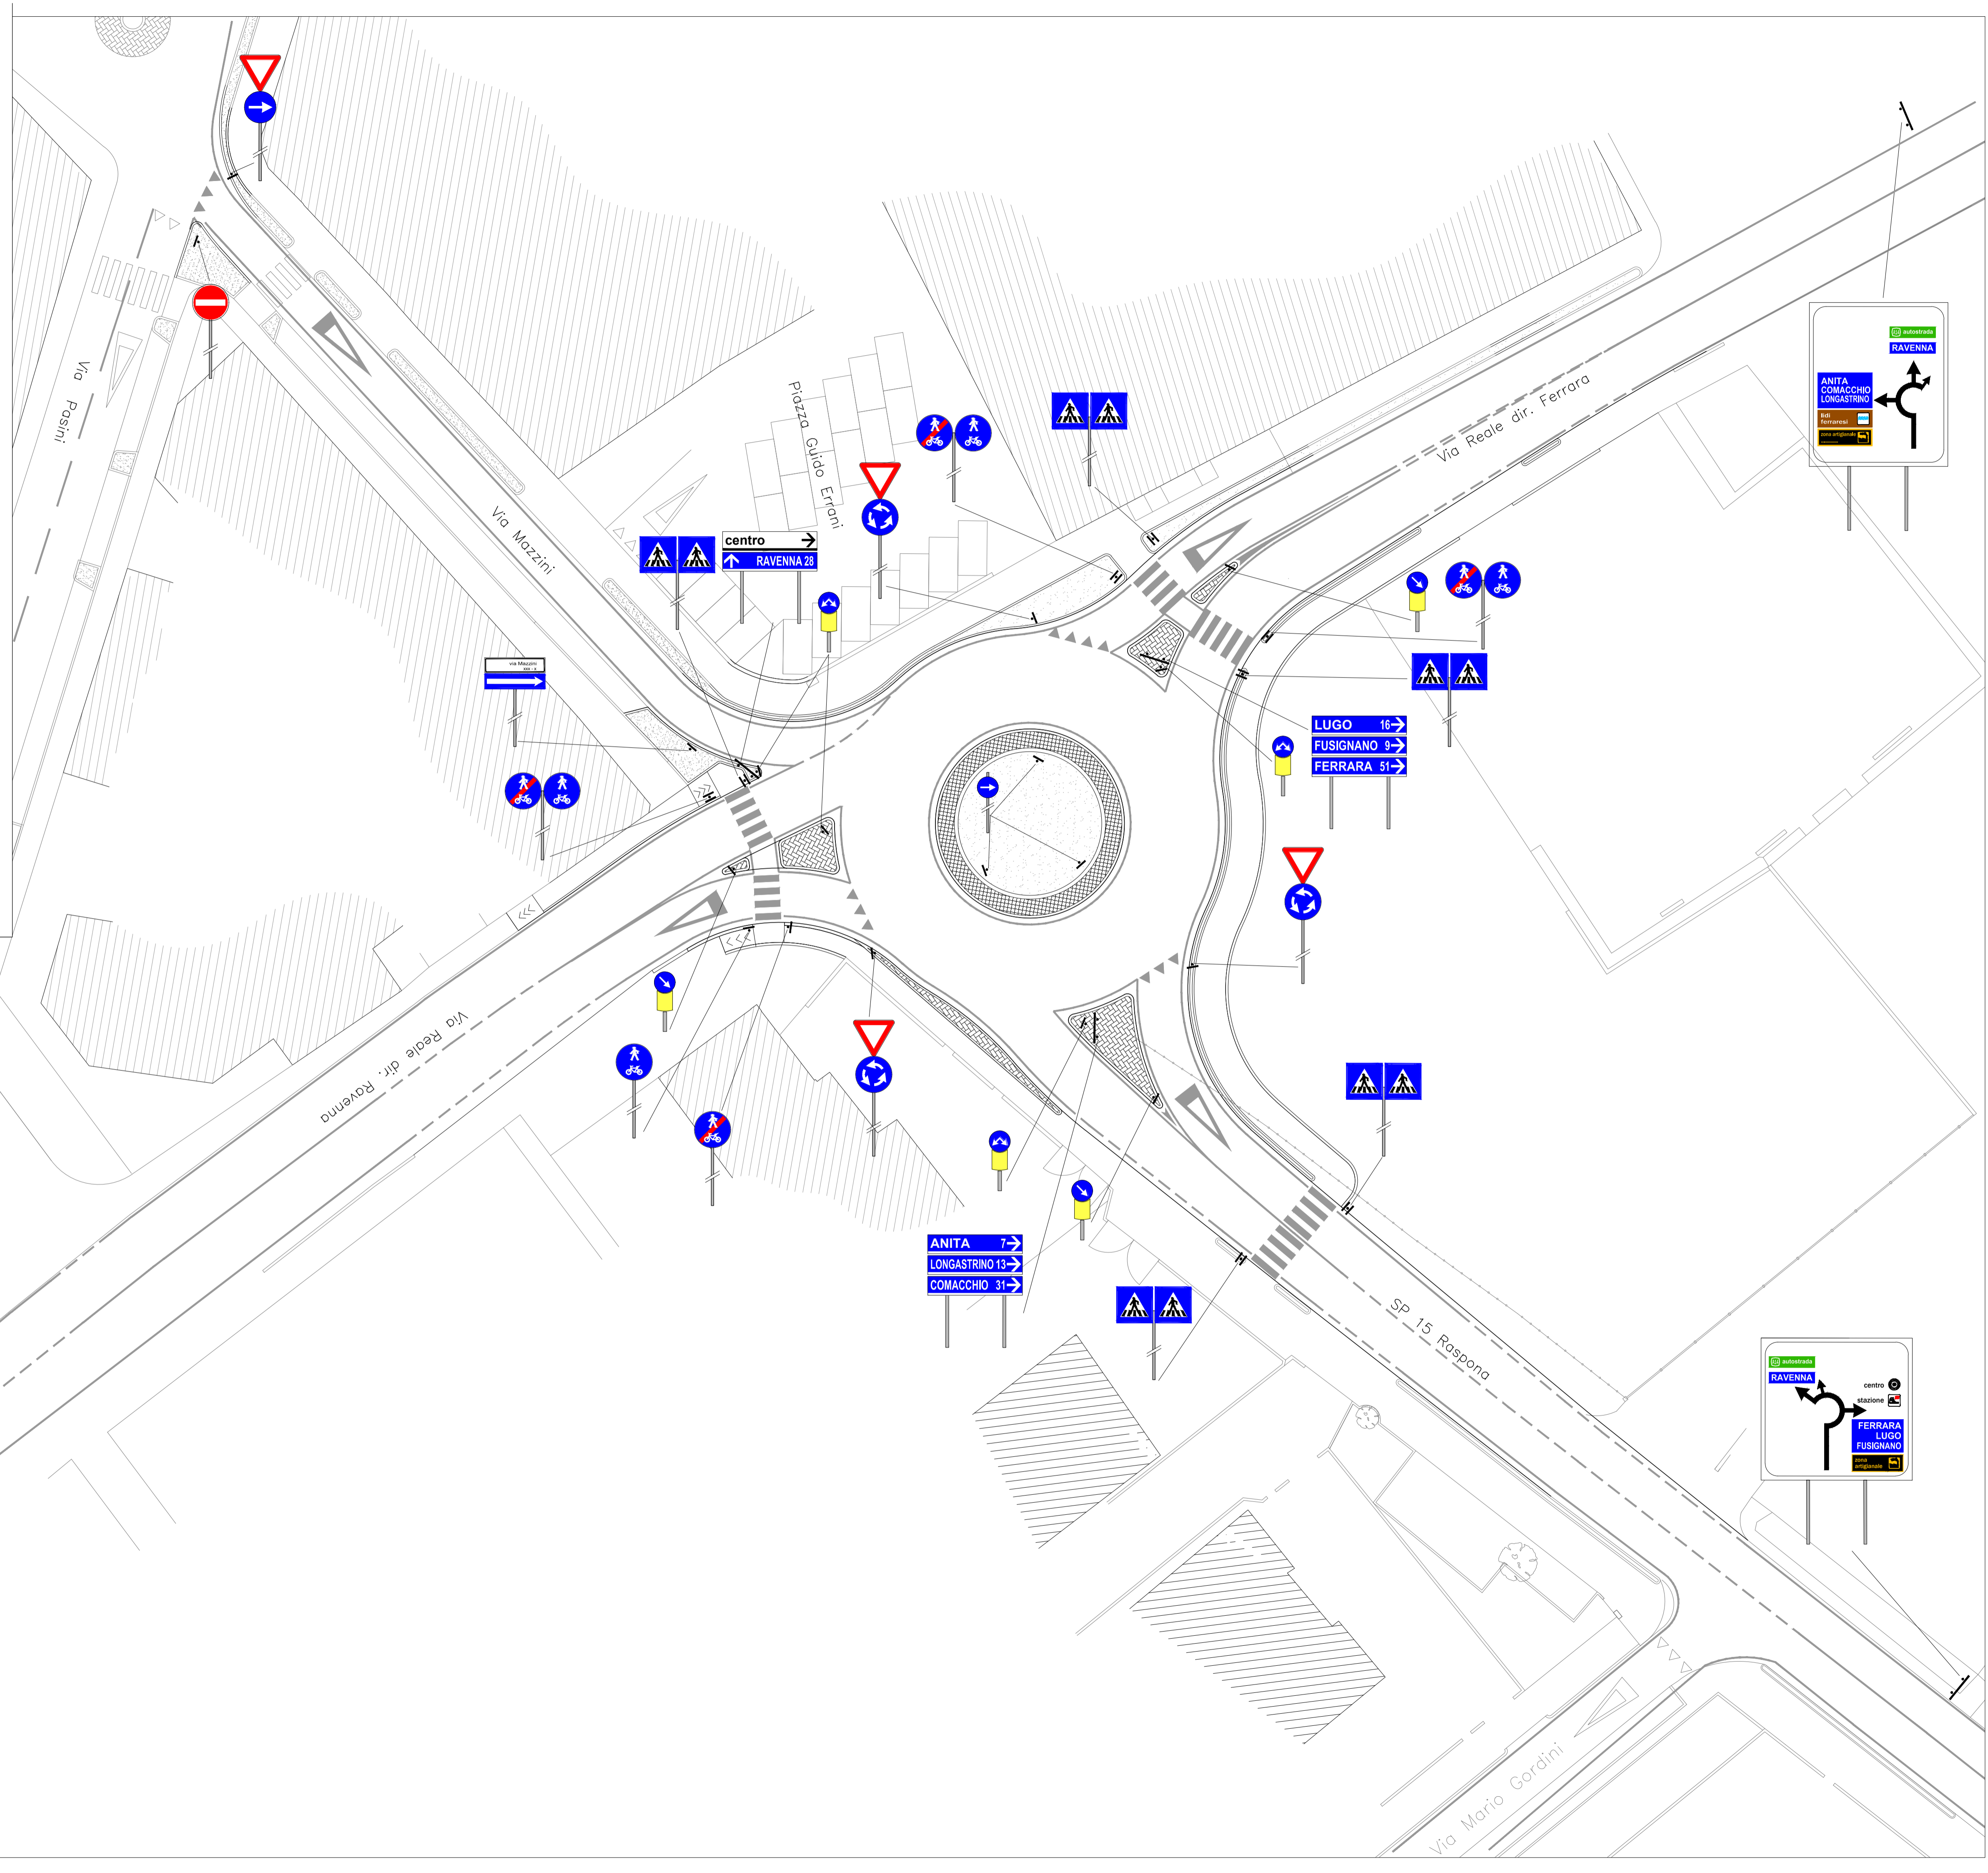 autostrada
RAVENNA
ANITA
COMACCHIO
LONGASTRINO
lidi
ferraresi
zona artigianale
Via Pasini
Via Mazzini
Piazza Guido Errani
Via Reale dir. Ferrara
centro
RAVENNA 28
via Mazzini
LUGO 16
FUSIGNANO 9
FERRARA 51
Via Reale dir. Ravenna
ANITA 7
LONGASTRINO 13
COMACCHIO 31
SP 15 Raspona
autostrada
RAVENNA
centro
stazione
FERRARA
LUGO
FUSIGNANO
zona
artigianale
Via Mario Gordini